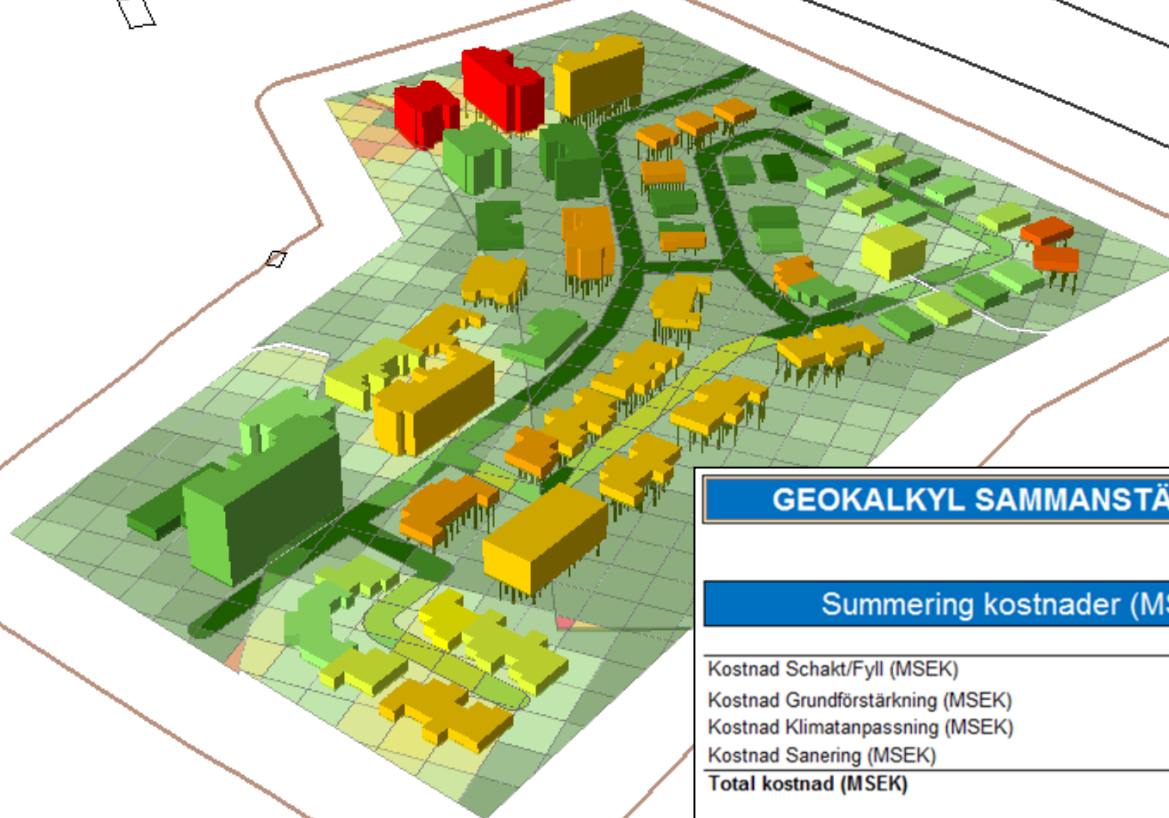 GEOKALKYL SAMMANSTÄ
Summering kostnader (MS
Kostnad Schakt/Fyll (MSEK)
Kostnad Grundförstärkning (MSEK)
Kostnad Klimatanpassning (MSEK)
Kostnad Sanering (MSEK)
Total kostnad (MSEK)